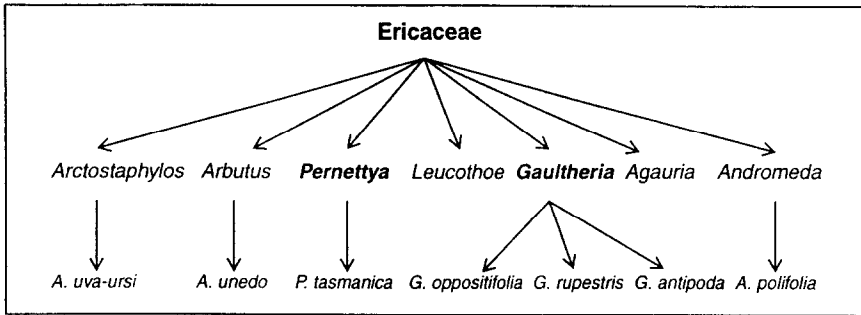 Ericaceae
Arctostaphylos Arbutus Pernettya Leucothoe Gaultheria Agauria Andromeda
A. uva-ursi A. unedo P. tasmanica G. oppositifolia G. rupestris G. antipoda A. polifolia